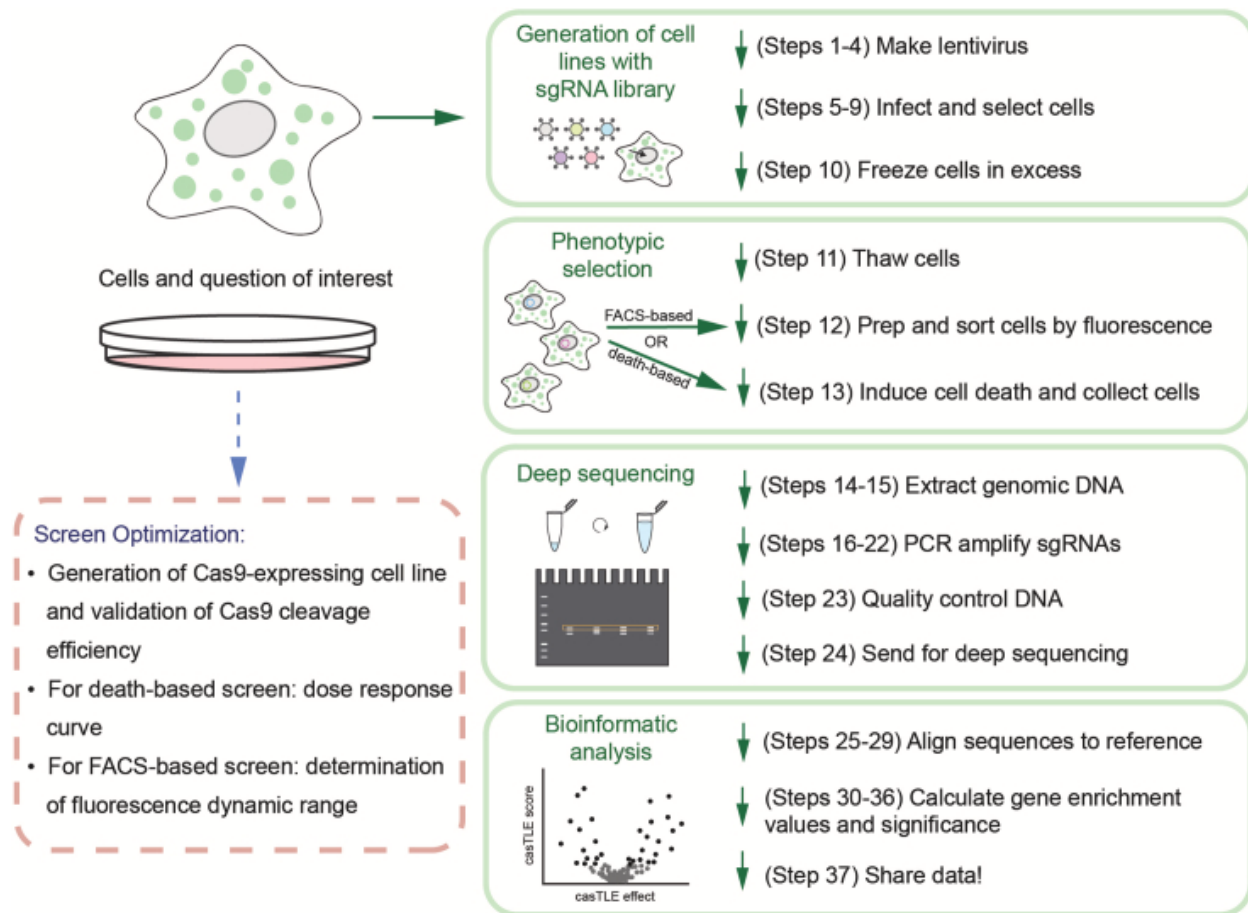 Cells and question of interest
Screen Optimization:
• Generation of Cas9-expressing cell line
and validation of Cas9 cleavage
efficiency
• For death-based screen: dose response
curve
• For FACS-based screen: determination
of fluorescence dynamic range
Generation of cell
lines with
sgRNA library
(Steps 1-4) Make lentivirus
(Steps 5-9) Infect and select cells
(Step 10) Freeze cells in excess
Phenotypic
selection
FACS-based
OR
death-based
(Step 11) Thaw cells
(Step 12) Prep and sort cells by fluorescence
(Step 13) Induce cell death and collect cells
Deep sequencing
(Steps 14-15) Extract genomic DNA
(Steps 16-22) PCR amplify sgRNAs
(Step 23) Quality control DNA
(Step 24) Send for deep sequencing
Bioinformatic
analysis
casTLE score
casTLE effect
(Steps 25-29) Align sequences to reference
(Steps 30-36) Calculate gene enrichment
values and significance
(Step 37) Share data!